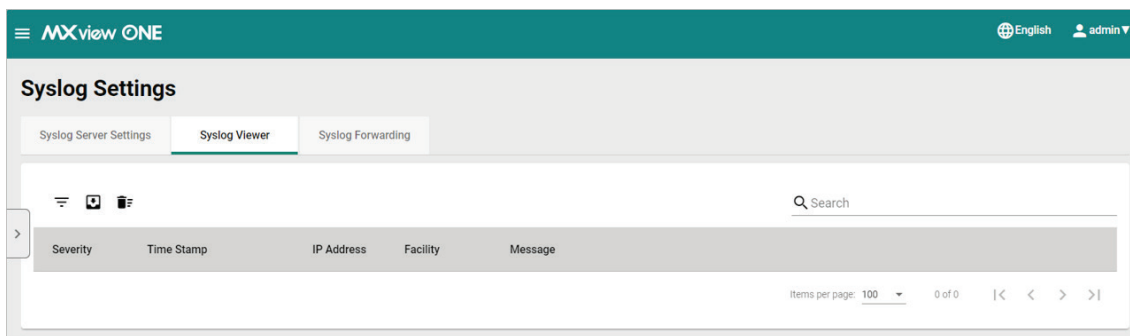 MXview ONE English admin
Syslog Settings
Syslog Server Settings Syslog Viewer Syslog Forwarding
Search
Severity Time Stamp IP Address Facility Message
Items per page: 100 0 of 0